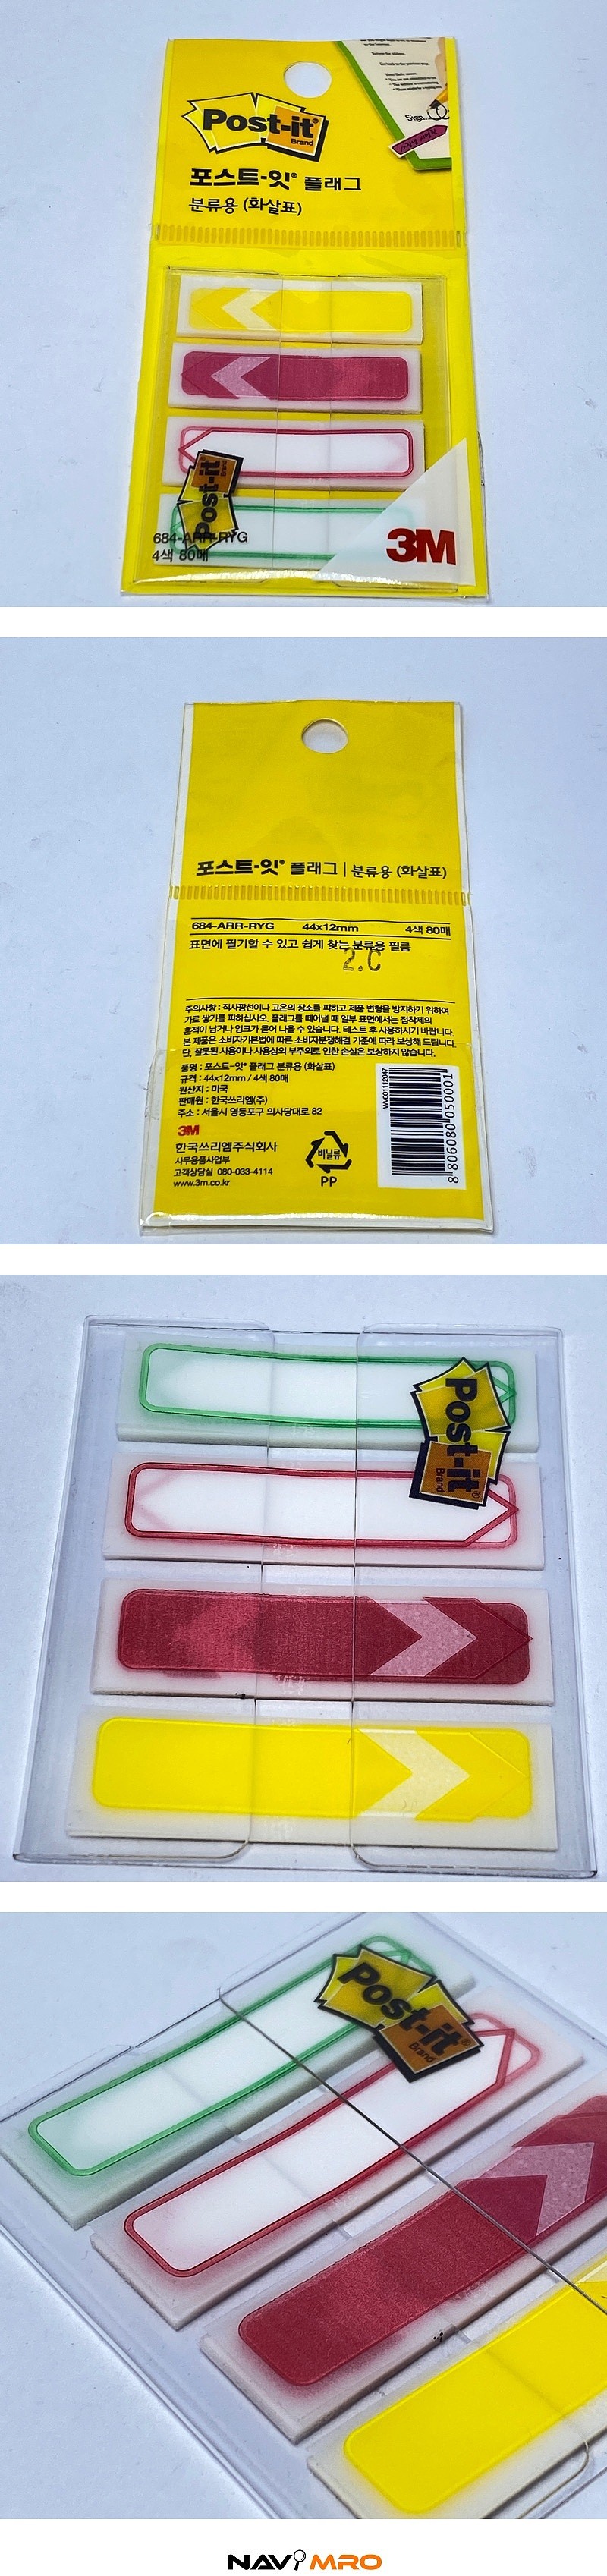 Sign
Post-it®
Brand
포스트-잇® 플래그
분류용 (화살표)
Post-it
684-ARR-RYG
4색 80매
3M
포스트-잇® 플래그 | 분류용 (화살표)
684-ARR-RYG 44x12mm 4색 80매
표면에 필기할 수 있고 쉽게 찾는 분류용 필름
2.C
주의사항 : 직사광선이나 고온의 장소를 피하고 제품 변형을 방지하기 위하여
가로 쌓기를 피하십시오. 플래그를 떼어낼 때 일부 표면에서는 접착제의
흔적이 남거나 잉크가 묻어 나올 수 있습니다. 테스트 후 사용하시기 바랍니다.
본 제품은 소비자기본법에 따른 소비자분쟁해결 기준에 따라 보상해 드립니다.
단, 잘못된 사용이나 사용상의 부주의로 인한 손실은 보상하지 않습니다.
품명 : 포스트-잇® 플래그 분류용 (화살표)
규격 : 44x12mm / 4색 80매
원산지 : 미국
판매원 : 한국쓰리엠(주)
주소 : 서울시 영등포구 의사당대로 82
3M
한국쓰리엠주식회사
사무용품사업부
고객상담실 080-033-4114
www.3m.co.kr
비닐류
PP
WV001112047
8 806080 050001
Post-it®
Brand
Post-it®
Brand
NAVIMRO